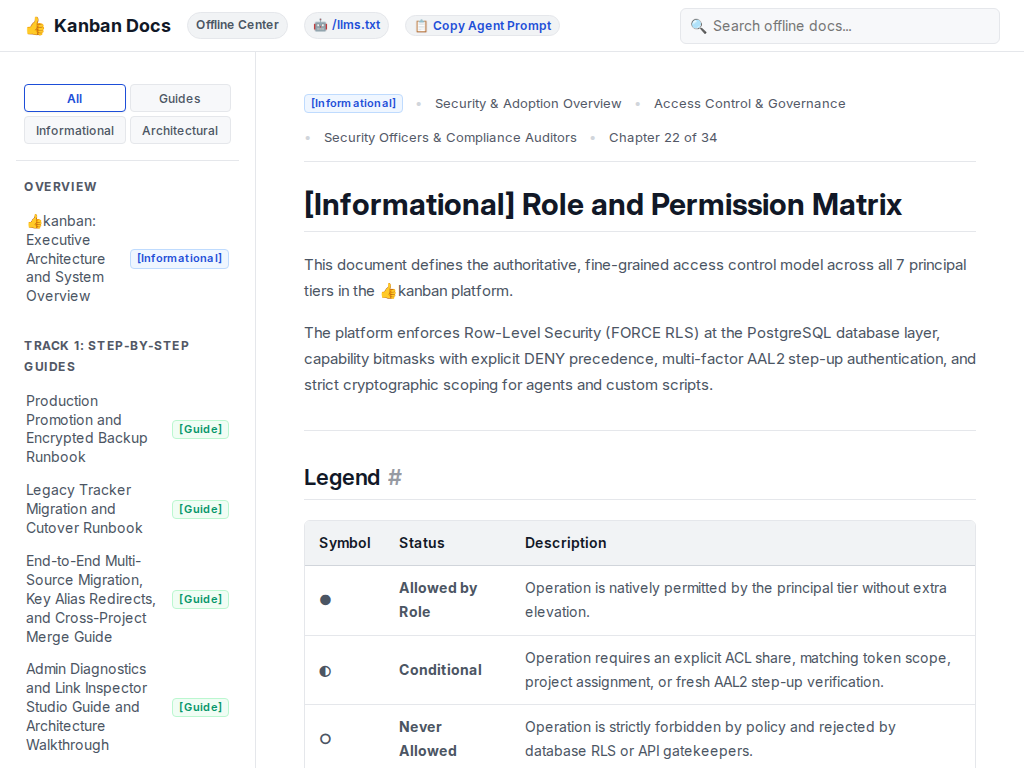 👍 Kanban Docs
Offline Center
🤖 /llms.txt
📋 Copy Agent Prompt
🔍 Search offline docs...
All
Guides
Informational
Architectural
OVERVIEW
👍kanban:
Executive
Architecture
and System
Overview
[Informational]
TRACK 1: STEP-BY-STEP
GUIDES
Production
Promotion and
Encrypted Backup
Runbook
[Guide]
Legacy Tracker
Migration and
Cutover Runbook
[Guide]
End-to-End Multi-
Source Migration,
Key Alias Redirects,
and Cross-Project
Merge Guide
[Guide]
Admin Diagnostics
and Link Inspector
Studio Guide and
Architecture
Walkthrough
[Guide]
[Informational] • Security & Adoption Overview • Access Control & Governance
• Security Officers & Compliance Auditors • Chapter 22 of 34
[Informational] Role and Permission Matrix
This document defines the authoritative, fine-grained access control model across all 7 principal
tiers in the 👍kanban platform.
The platform enforces Row-Level Security (FORCE RLS) at the PostgreSQL database layer,
capability bitmasks with explicit DENY precedence, multi-factor AAL2 step-up authentication, and
strict cryptographic scoping for agents and custom scripts.
Legend #
Symbol Status Description
● Allowed by Role Operation is natively permitted by the principal tier without extra
elevation.
◐ Conditional Operation requires an explicit ACL share, matching token scope,
project assignment, or fresh AAL2 step-up verification.
○ Never Allowed Operation is strictly forbidden by policy and rejected by
database RLS or API gatekeepers.